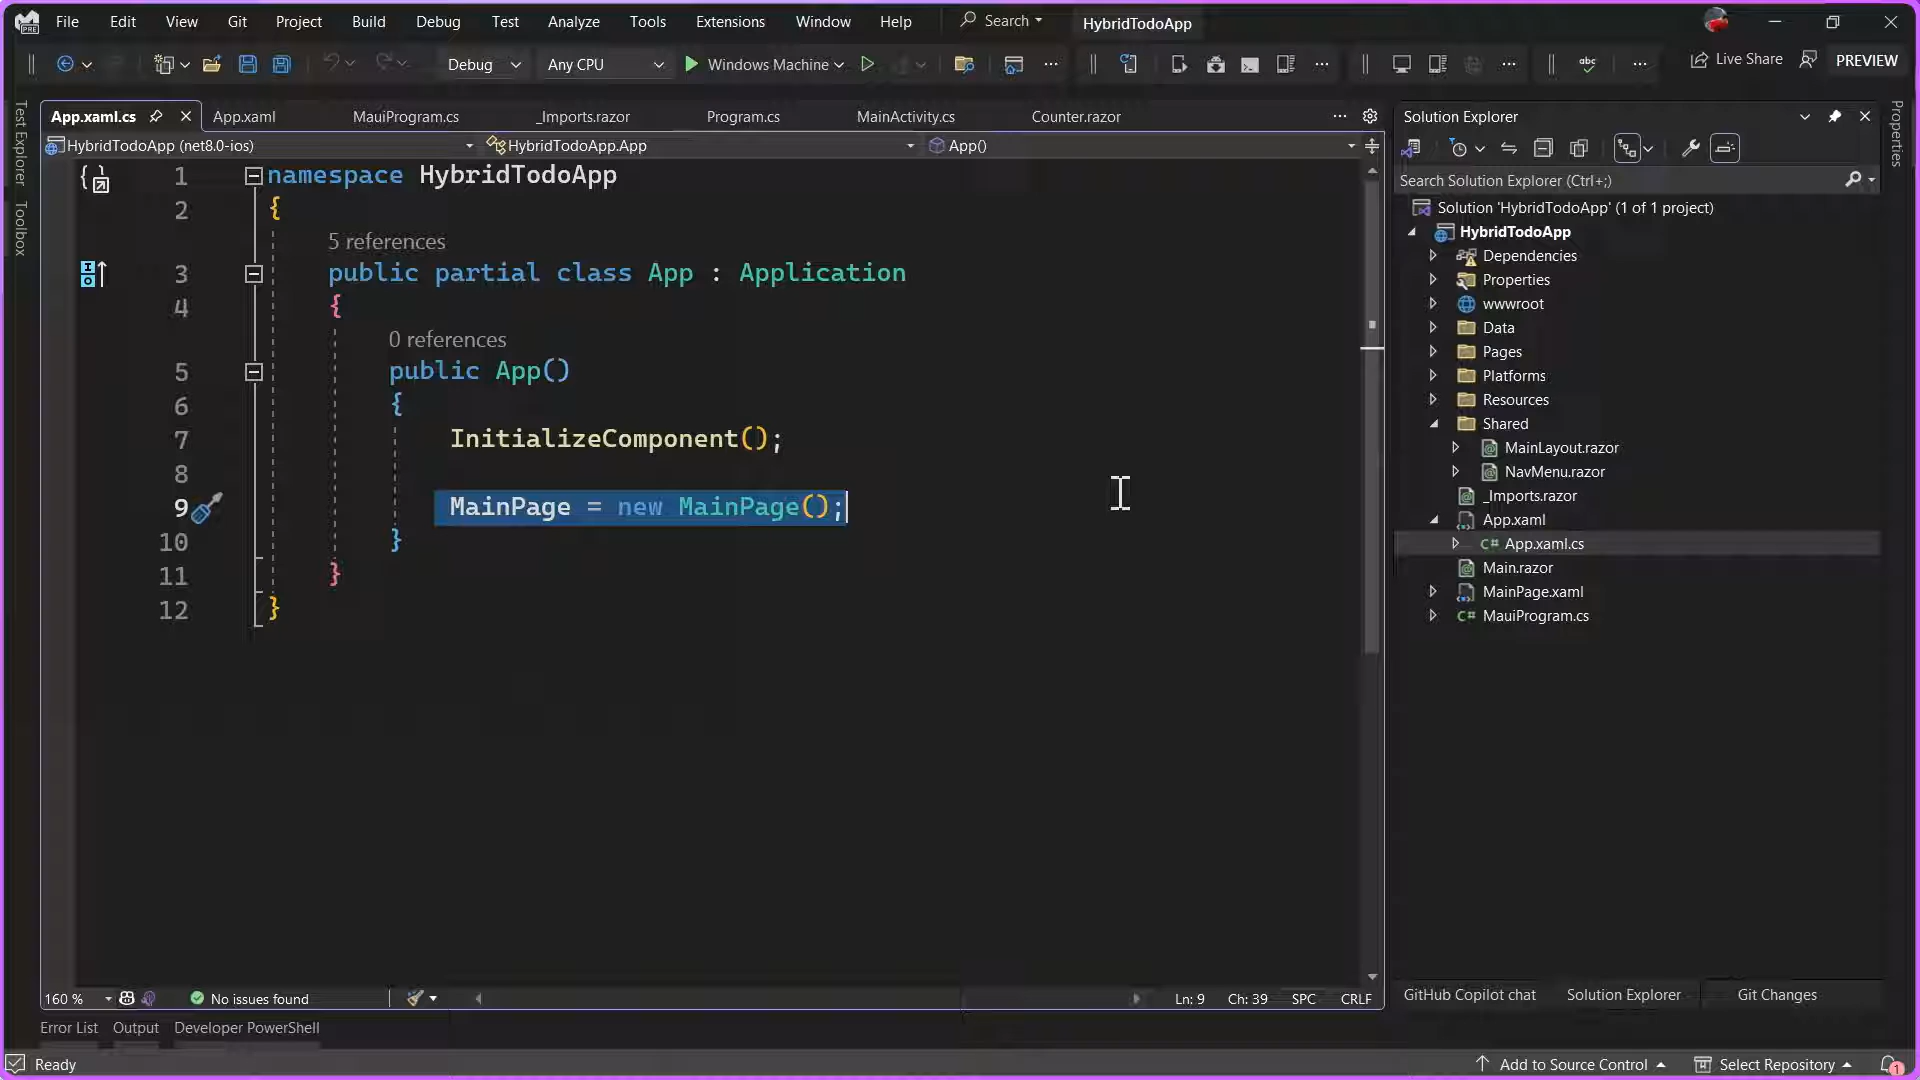 File Edit View Git Project Build Debug Test Analyze Tools Extensions Window Help Search HybridTodoApp
PRE
Debug Any CPU Windows Machine abc Live Share PREVIEW
Test Explorer
Toolbox
App.xaml.cs App.xaml MauiProgram.cs _Imports.razor Program.cs MainActivity.cs Counter.razor
HybridTodoApp (net8.0-ios) HybridTodoApp.App App()
1 namespace HybridTodoApp
2 {
5 references
3 public partial class App : Application
4 {
0 references
5 public App()
6 {
7 InitializeComponent();
8
9 MainPage = new MainPage();
10 }
11 }
12 }
160 % No issues found Ln: 9 Ch: 39 SPC CRLF
Error List Output Developer PowerShell
Solution Explorer
Search Solution Explorer (Ctrl+;)
Solution 'HybridTodoApp' (1 of 1 project)
HybridTodoApp
Dependencies
Properties
wwwroot
Data
Pages
Platforms
Resources
Shared
MainLayout.razor
NavMenu.razor
_Imports.razor
App.xaml
C# App.xaml.cs
Main.razor
MainPage.xaml
C# MauiProgram.cs
GitHub Copilot chat Solution Explorer Git Changes
Properties
Ready Add to Source Control Select Repository 1